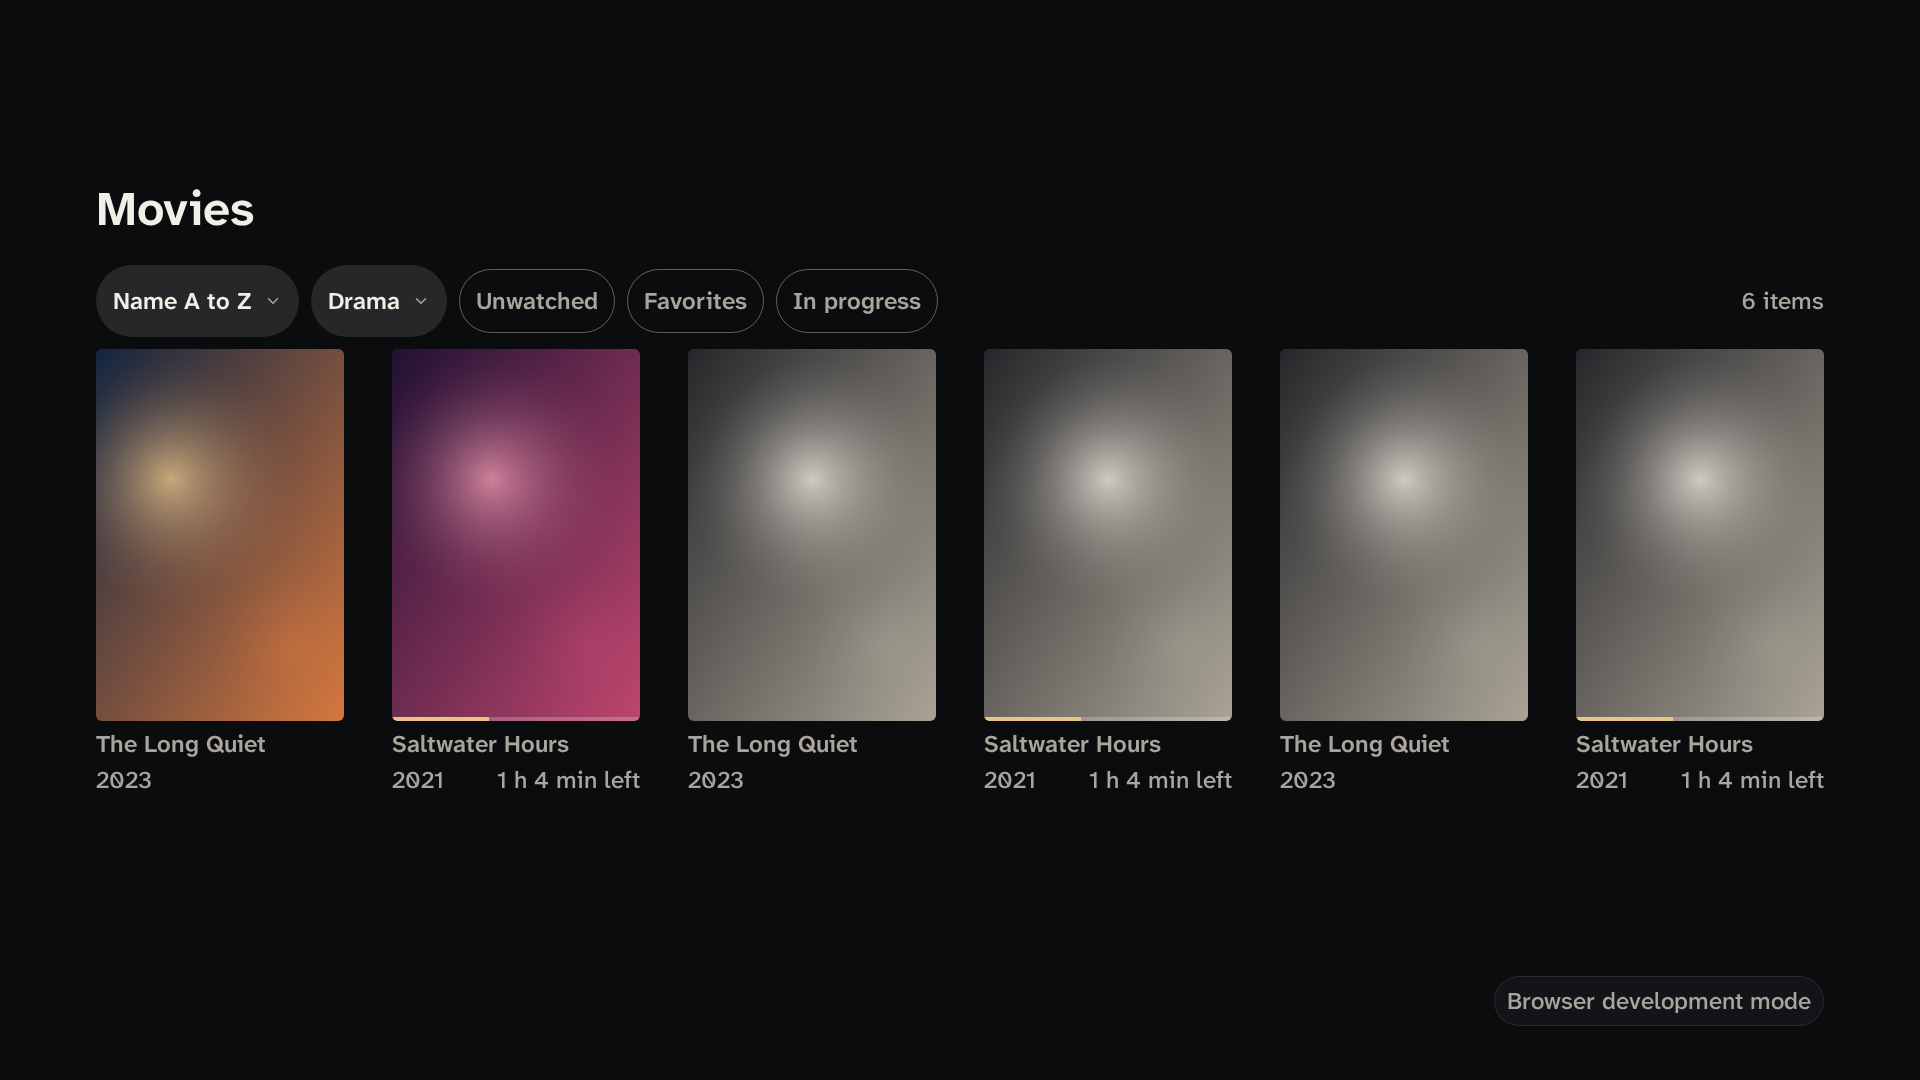 Movies
Name A to Z Drama Unwatched Favorites In progress 6 items
The Long Quiet Saltwater Hours The Long Quiet Saltwater Hours The Long Quiet Saltwater Hours
2023 2021 1 h 4 min left 2023 2021 1 h 4 min left 2023 2021 1 h 4 min left
Browser development mode